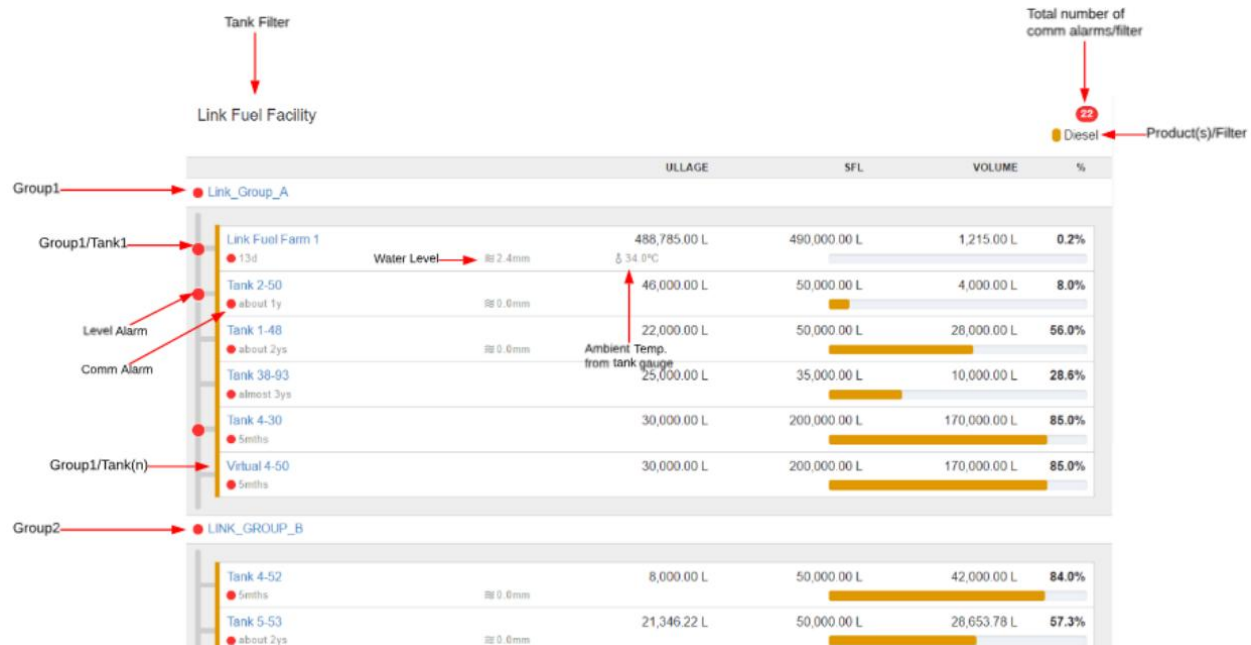 Tank Filter
Total number of
comm alarms/filter
Link Fuel Facility
22
Diesel
Product(s)/Filter
ULLAGE SFL VOLUME %
Group1
Link_Group_A
Group1/Tank1
Link Fuel Farm 1 488,785.00 L 490,000.00 L 1,215.00 L 0.2%
13d Water Level 2.4mm 34.0°C
Tank 2-50 46,000.00 L 50,000.00 L 4,000.00 L 8.0%
about 1y 0.0mm
Level Alarm
Tank 1-48 22,000.00 L 50,000.00 L 28,000.00 L 56.0%
about 2ys 0.0mm
Ambient Temp.
from tank gauge
Comm Alarm
Tank 38-93 25,000.00 L 35,000.00 L 10,000.00 L 28.6%
almost 3ys
Tank 4-30 30,000.00 L 200,000.00 L 170,000.00 L 85.0%
5mths
Group1/Tank(n)
Virtual 4-50 30,000.00 L 200,000.00 L 170,000.00 L 85.0%
5mths
Group2
LINK_GROUP_B
Tank 4-52 8,000.00 L 50,000.00 L 42,000.00 L 84.0%
5mths 0.0mm
Tank 5-53 21,346.22 L 50,000.00 L 28,653.78 L 57.3%
about 2ys 0.0mm